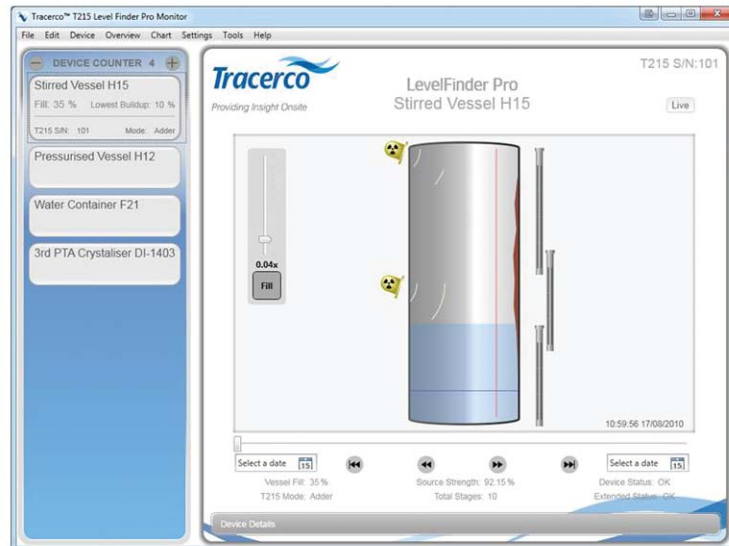 Tracerco™ T215 Level Finder Pro Monitor
File Edit Device Overview Chart Settings Tools Help
DEVICE COUNTER 4
Stirred Vessel H15
Fill: 35 % Lowest Buildup: 10 %
T215 S/N: 101 Mode: Adder
Pressurised Vessel H12
Water Container F21
3rd PTA Crystaliser DI-1403
T215 S/N:101
Tracerco
Providing Insight Onsite
LevelFinder Pro
Stirred Vessel H15
Live
0.04x
Fill
10:59:56 17/08/2010
Select a date 15
Select a date 15
Vessel Fill: 35 % Source Strength: 92.15 % Device Status: OK
T215 Mode: Adder Total Stages: 10 Extended Status: OK
Device Details